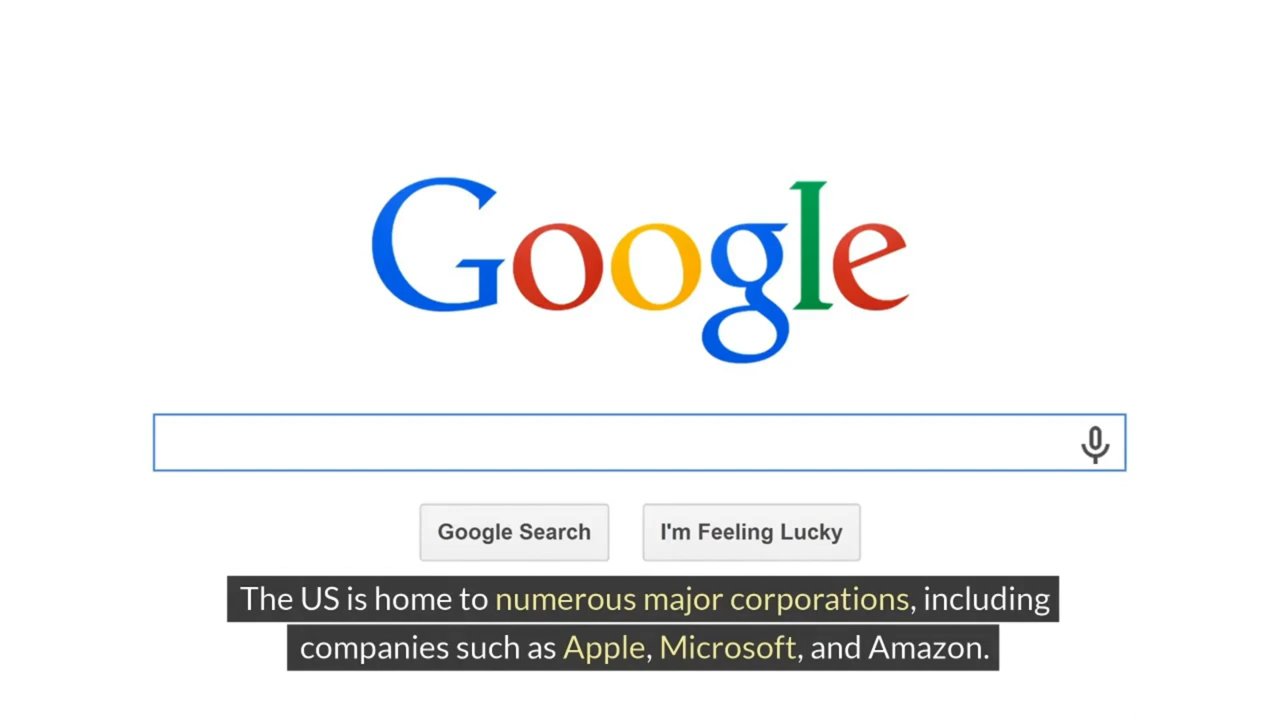 Google
Google Search
I'm Feeling Lucky
The US is home to numerous major corporations, including
companies such as Apple, Microsoft, and Amazon.